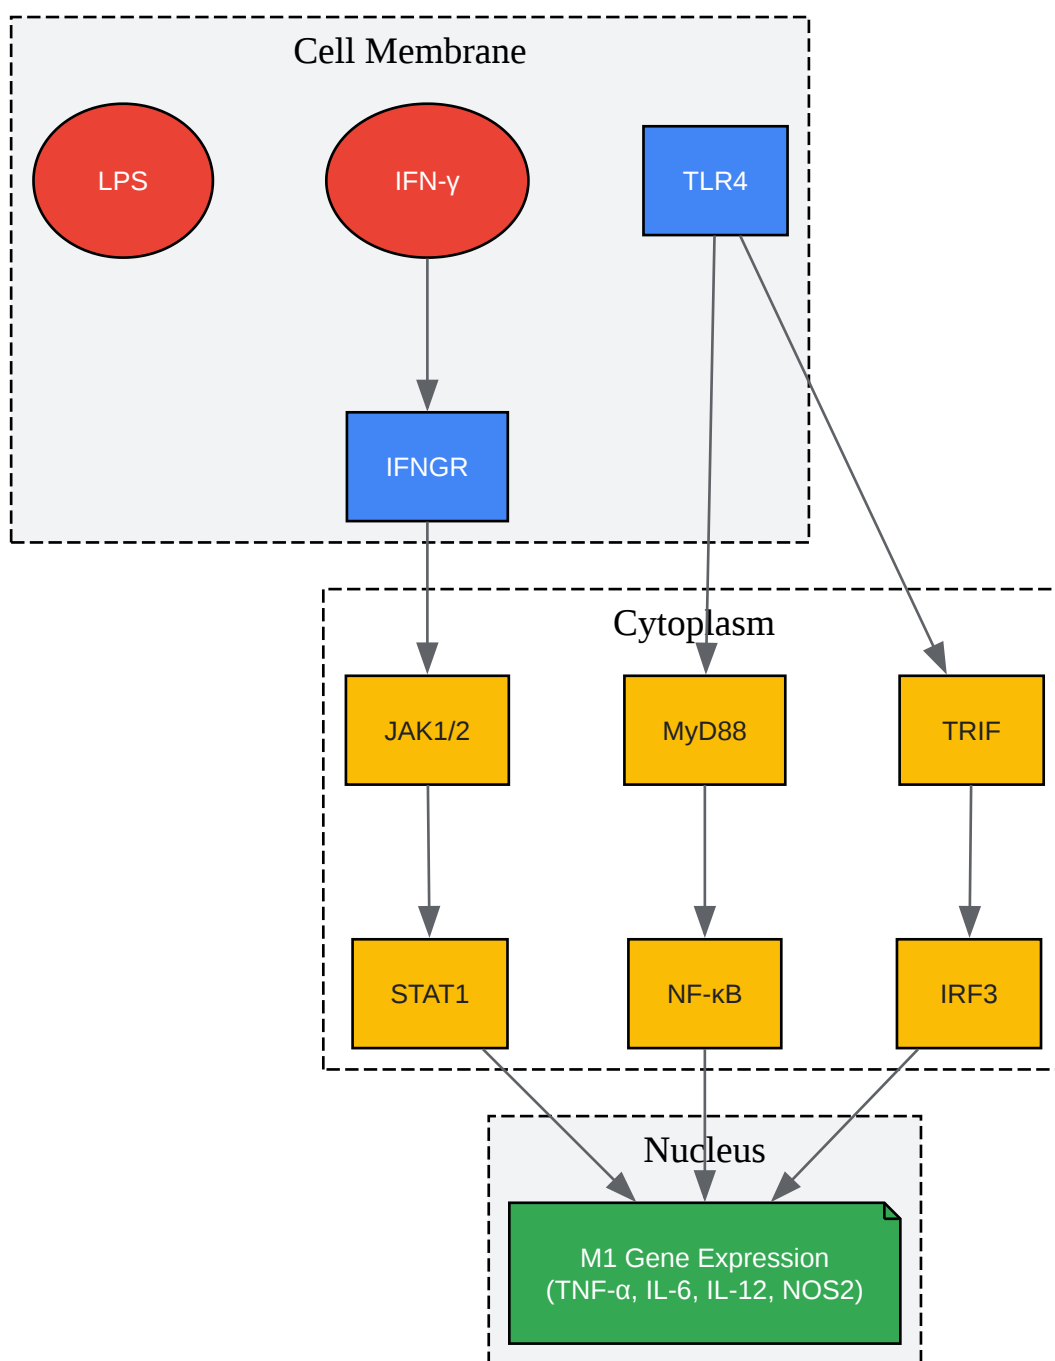 Cell Membrane
LPS
IFN-γ
TLR4
IFNGR
Cytoplasm
JAK1/2
MyD88
TRIF
STAT1
NF-κB
IRF3
Nucleus
M1 Gene Expression
(TNF-α, IL-6, IL-12, NOS2)